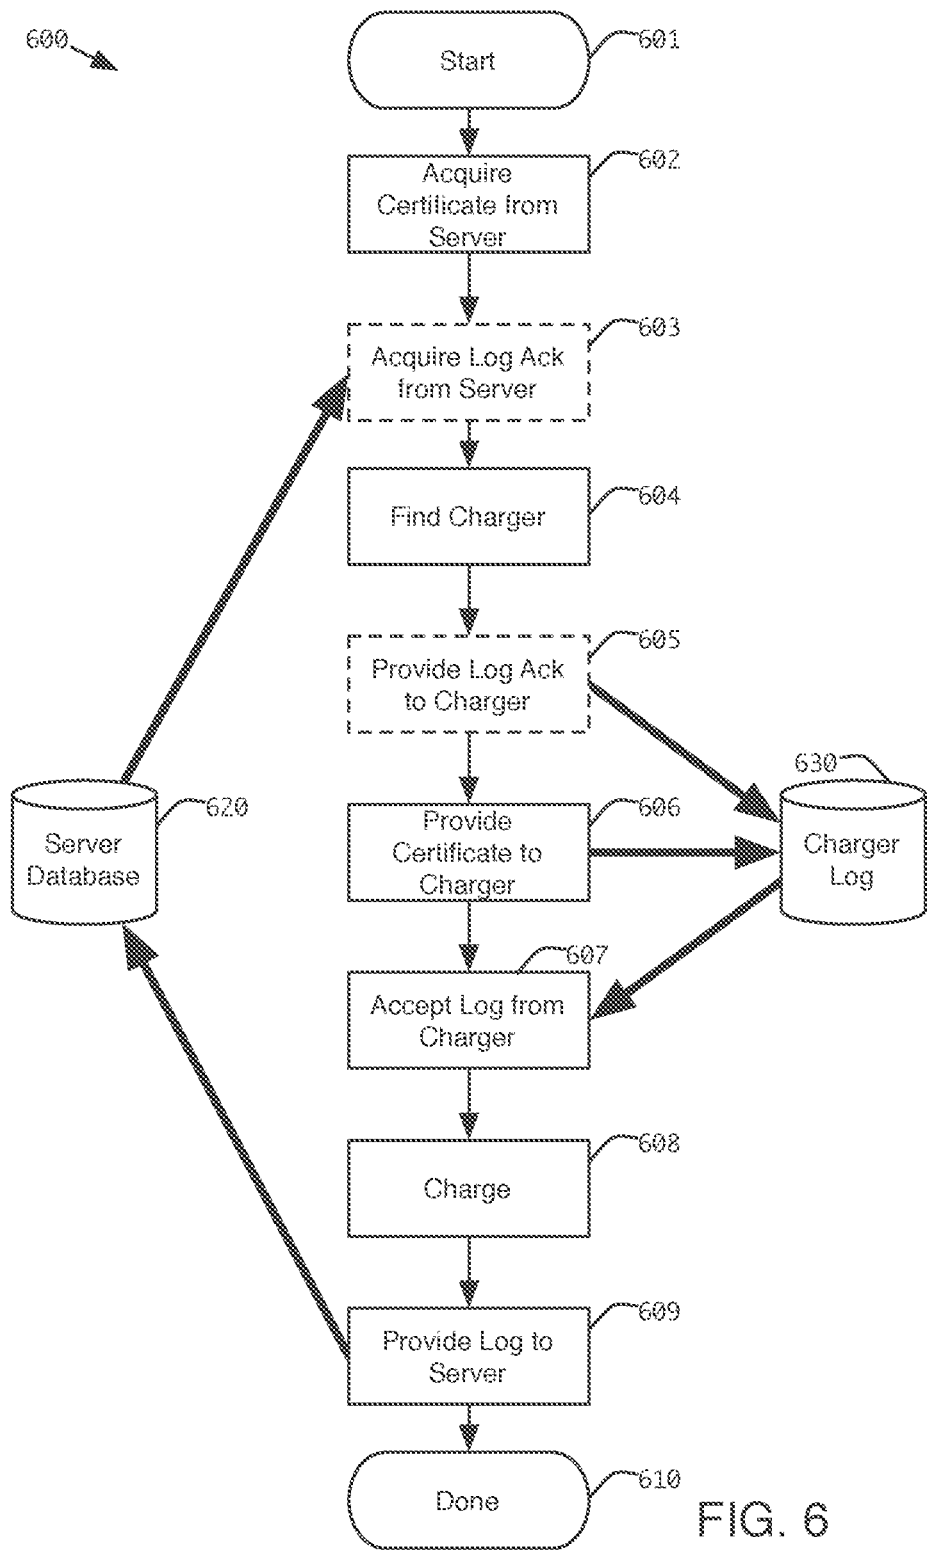 600
Start
601
Acquire
Certificate from
Server
602
Acquire Log Ack
from Server
603
Find Charger
604
Provide Log Ack
to Charger
605
Server
Database
620
Provide
Certificate to
Charger
606
Charger
Log
630
Accept Log from
Charger
607
Charge
608
Provide Log to
Server
609
Done
610
FIG. 6